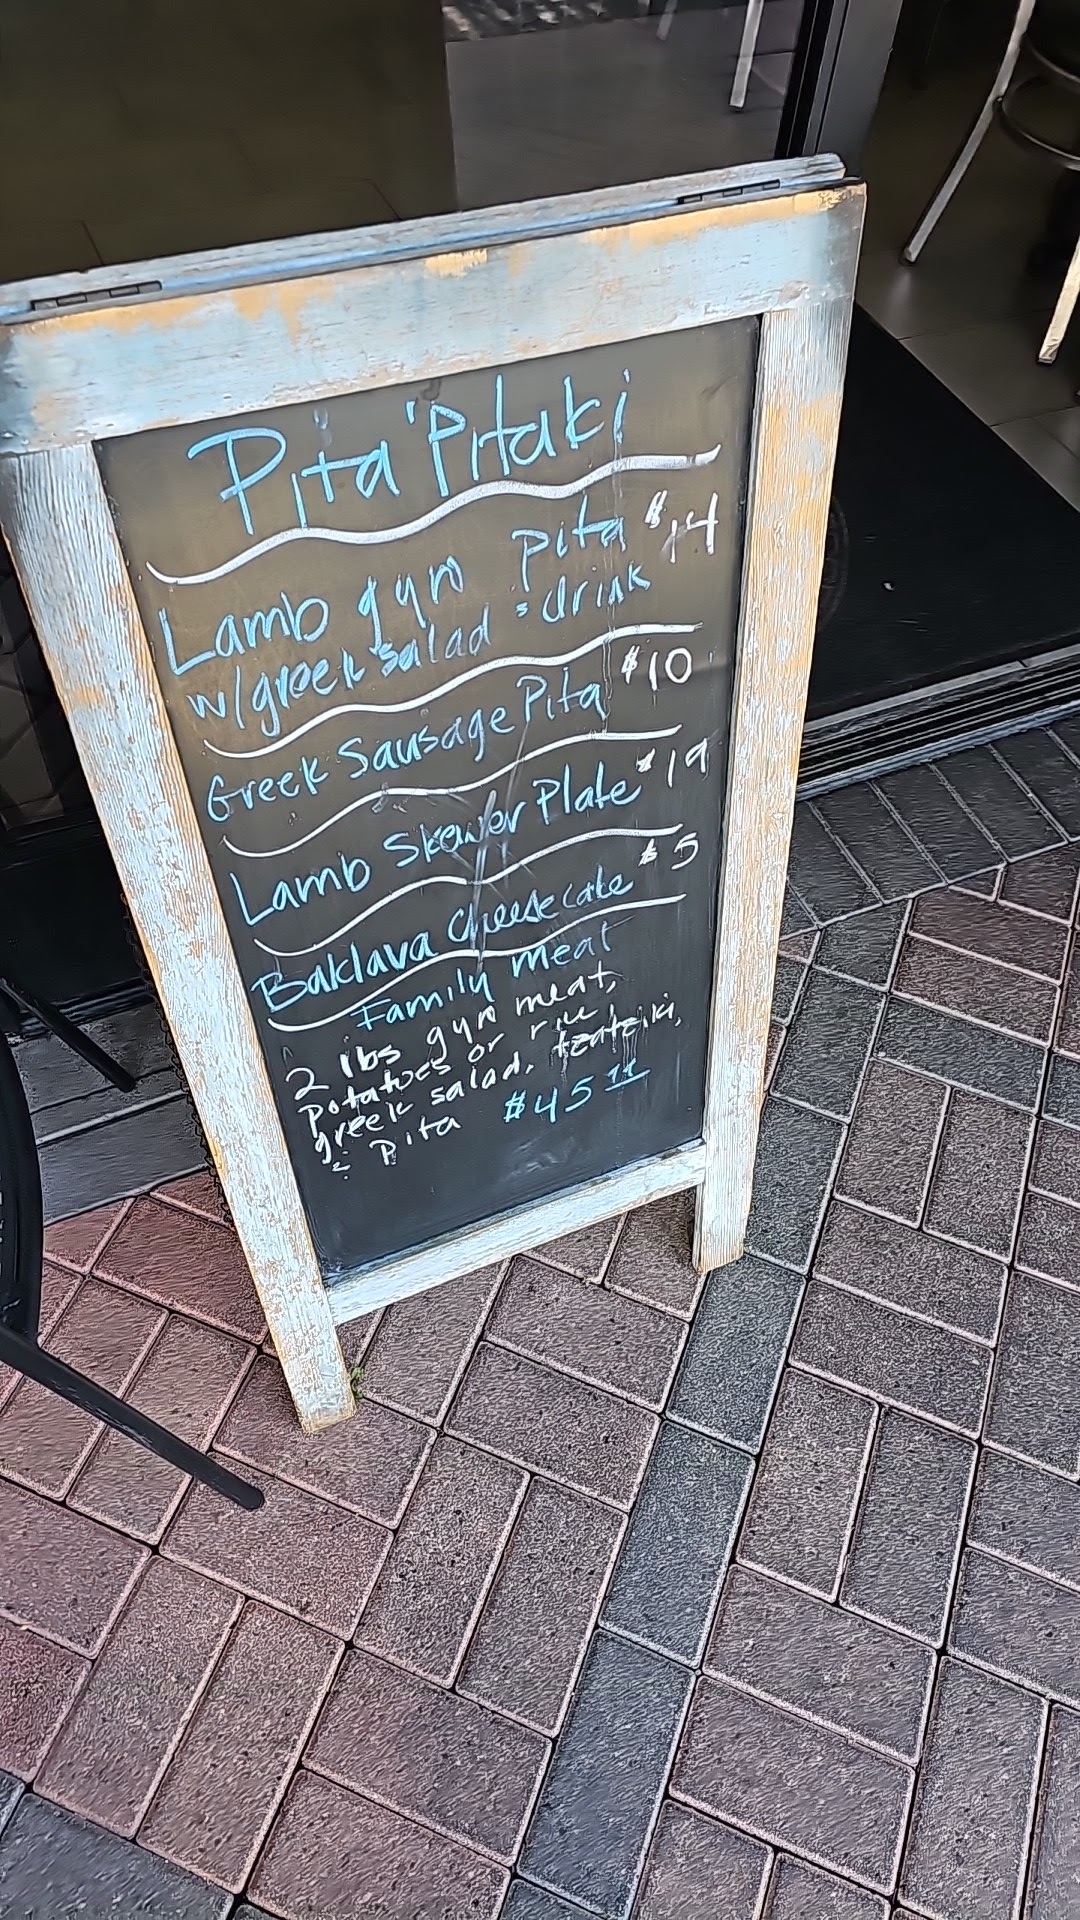 Pita'Pitaki
Lamb gyro pita $14
w/greek salad & drink
Greek Sausage Pita $10
Lamb Skewer Plate $19
Baklava Cheesecake $5
Family meat
2 lbs gyro meat,
potatoes or rice
greek salad, tzatziki,
& Pita $45